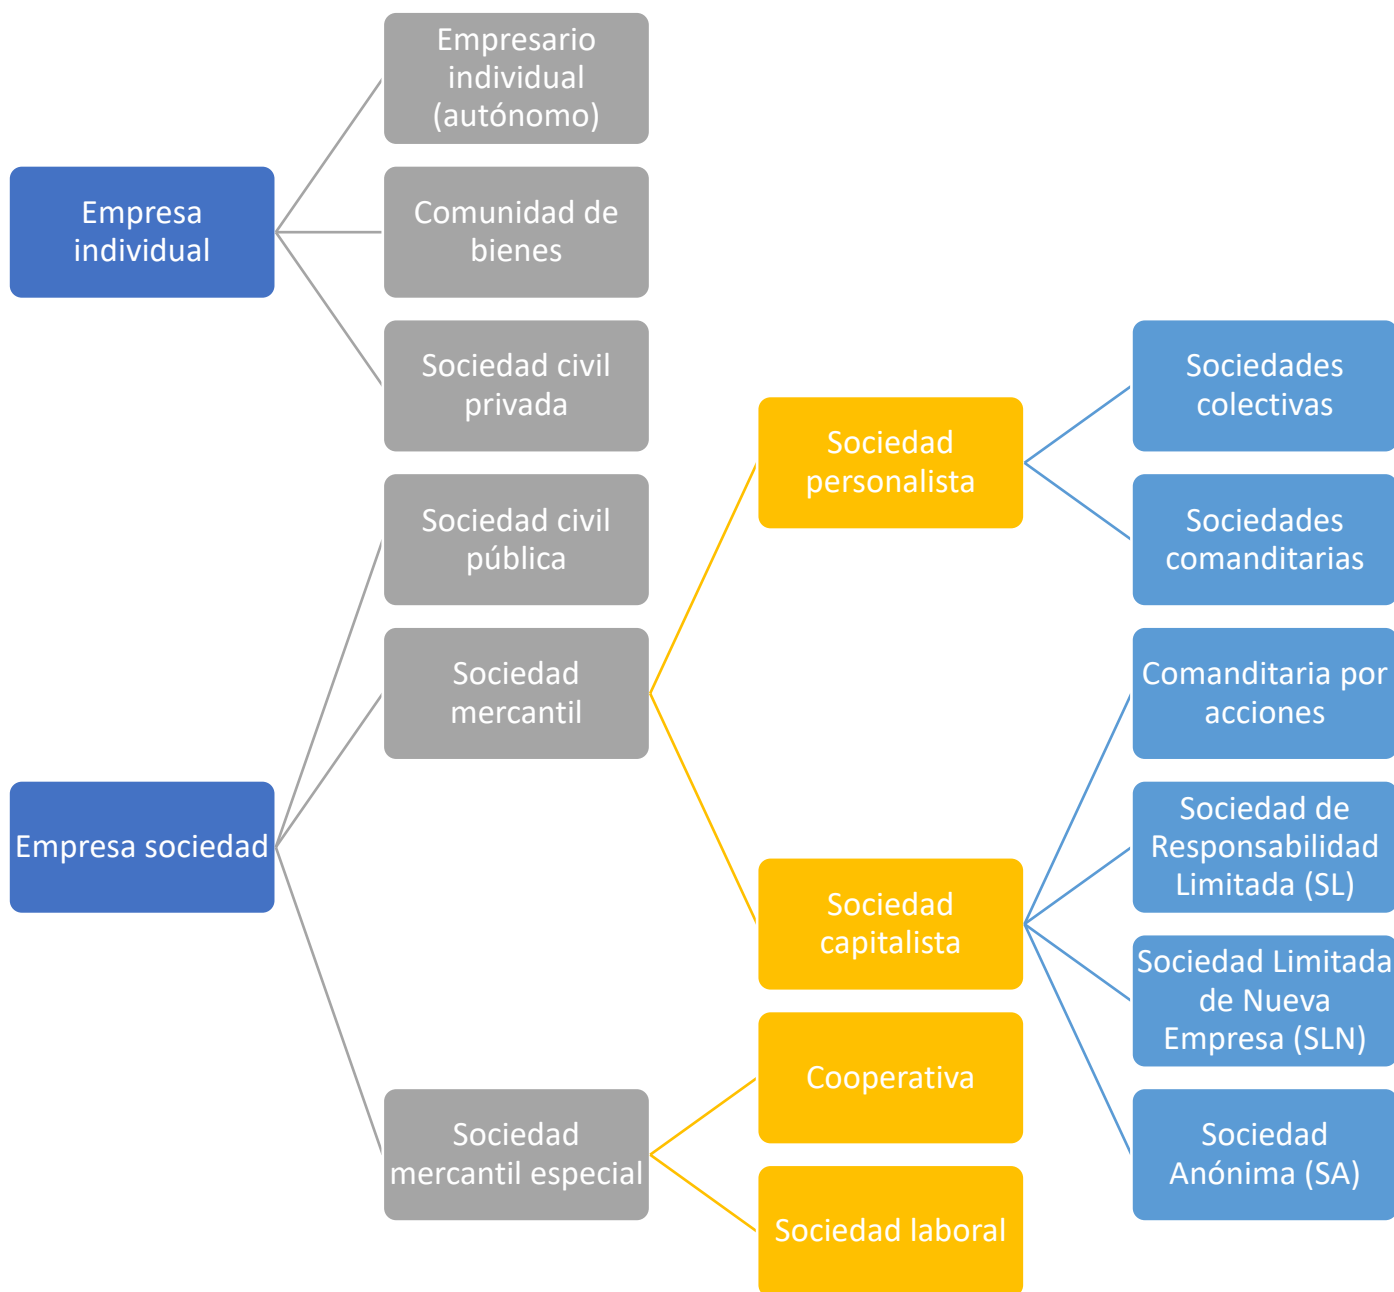 Empresa
individual
Empresario
individual
(autónomo)
Comunidad de
bienes
Sociedad civil
privada
Empresa sociedad
Sociedad civil
pública
Sociedad
mercantil
Sociedad
personalista
Sociedades
colectivas
Sociedades
comanditarias
Sociedad
capitalista
Comanditaria por
acciones
Sociedad de
Responsabilidad
Limitada (SL)
Sociedad Limitada
de Nueva
Empresa (SLN)
Sociedad
Anónima (SA)
Sociedad
mercantil especial
Cooperativa
Sociedad laboral